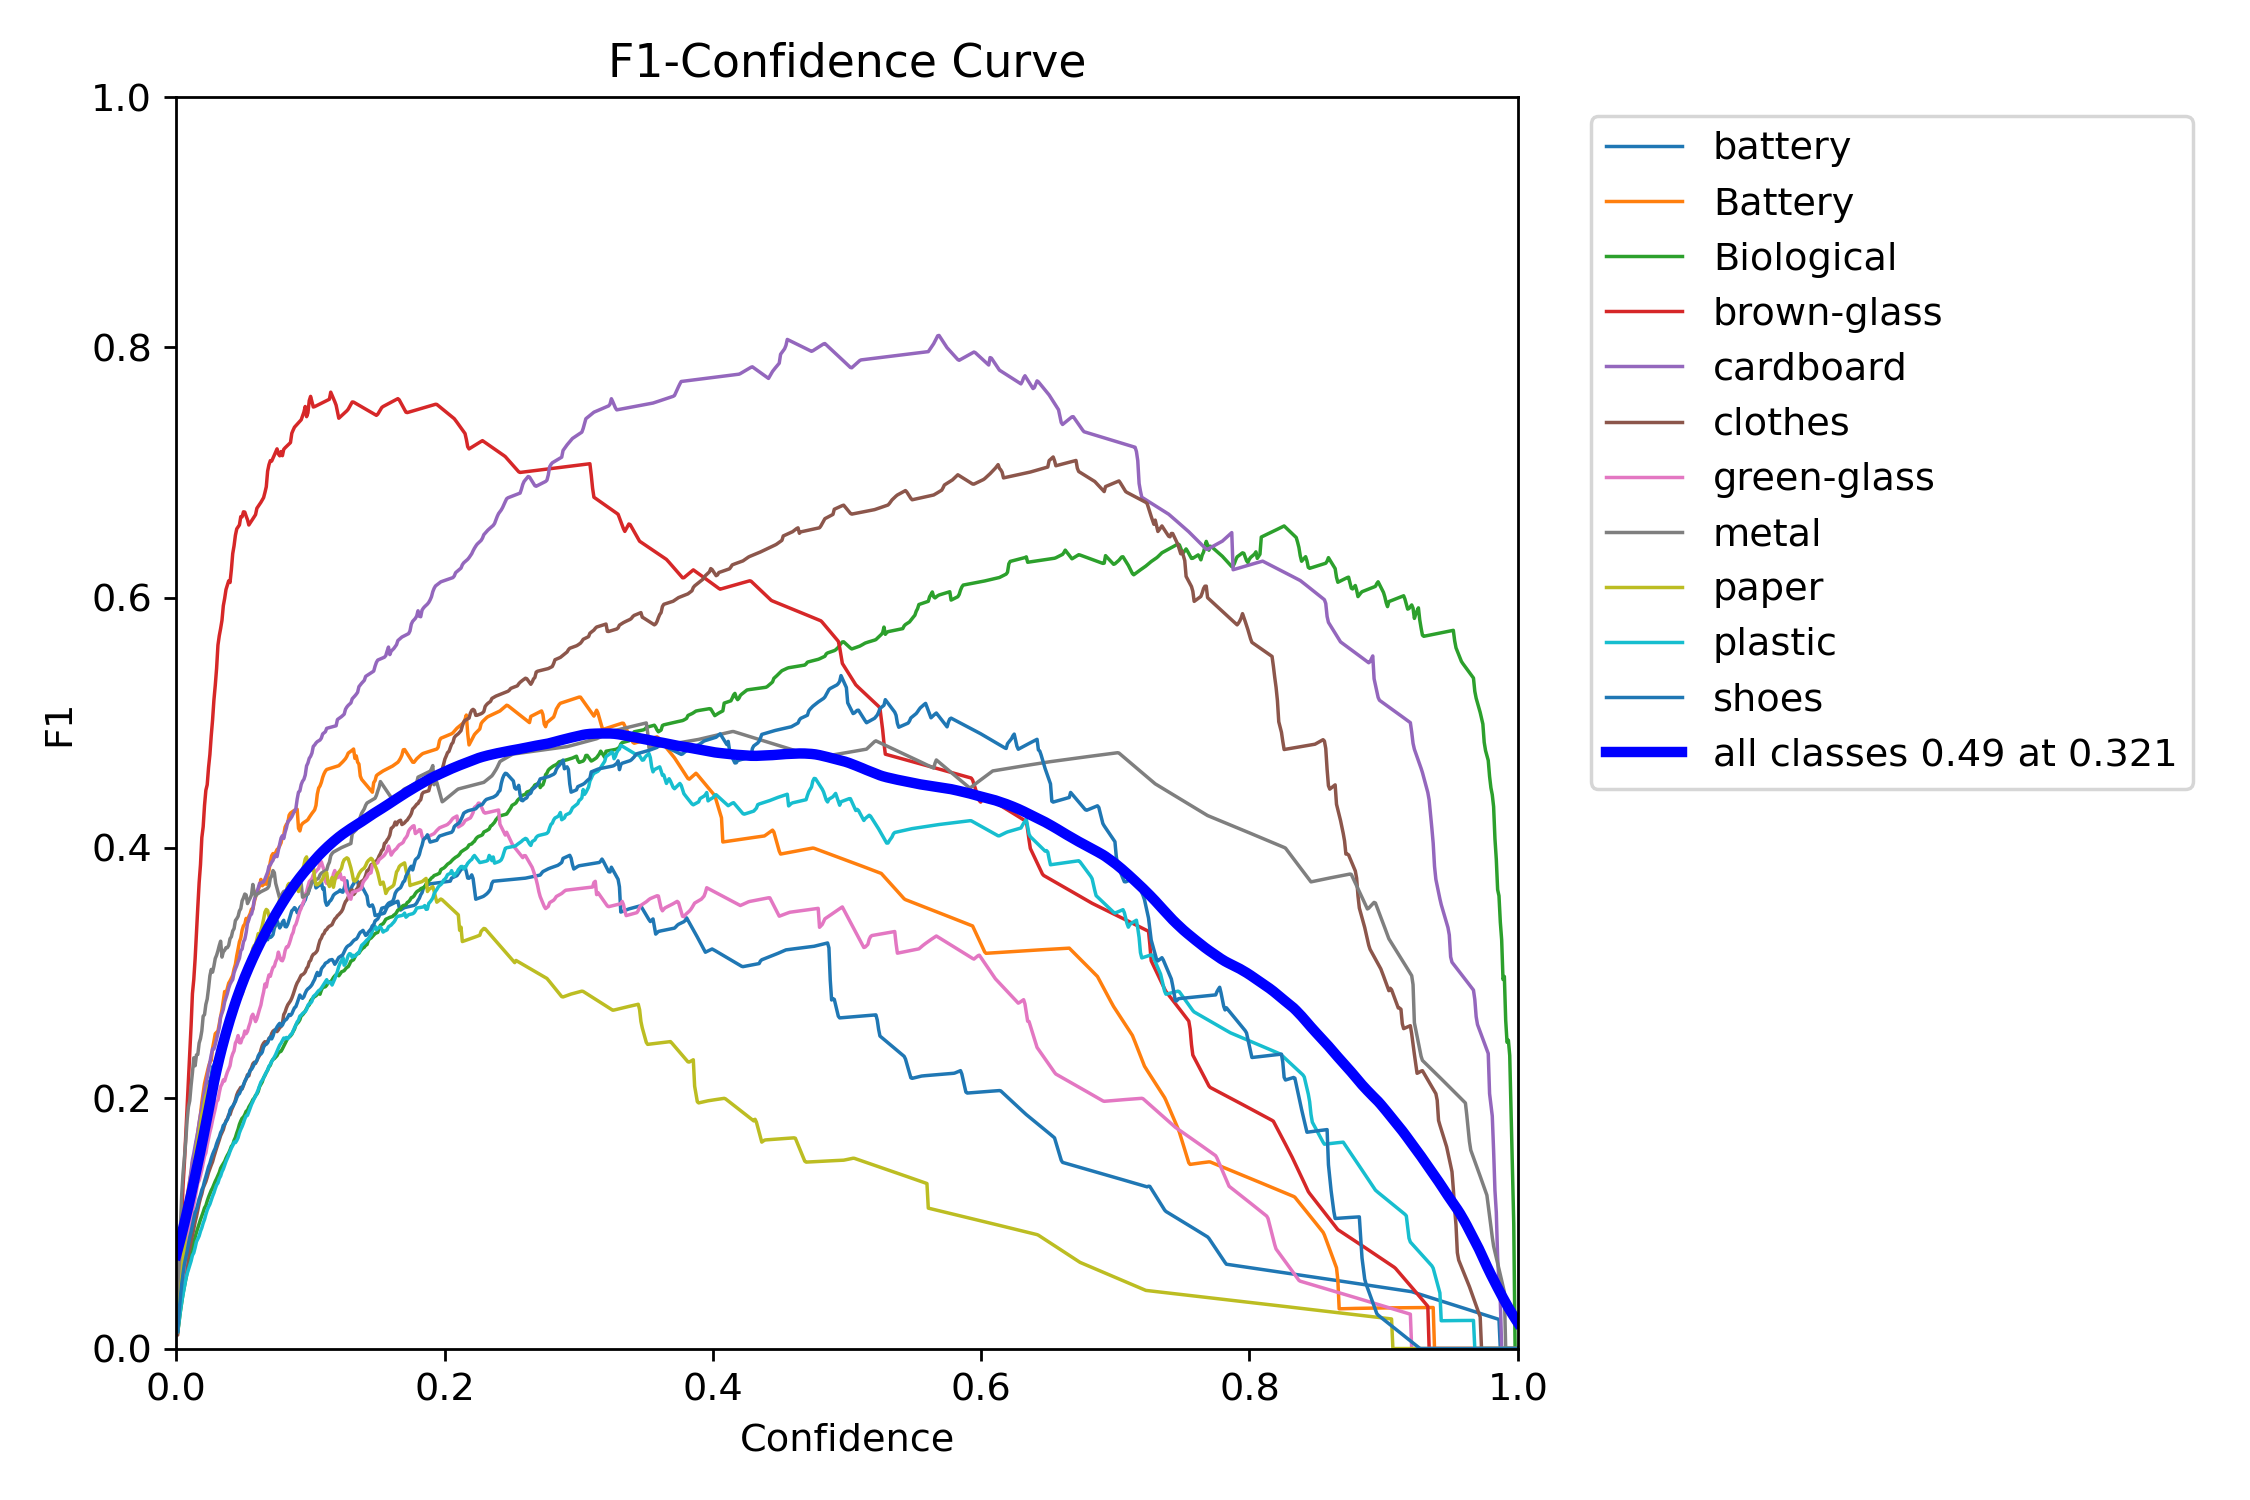 F1-Confidence Curve
1.0
0.8
0.6
0.4
0.2
0.0
F1
0.0 0.2 0.4 0.6 0.8 1.0
Confidence
battery
Battery
Biological
brown-glass
cardboard
clothes
green-glass
metal
paper
plastic
shoes
all classes 0.49 at 0.321